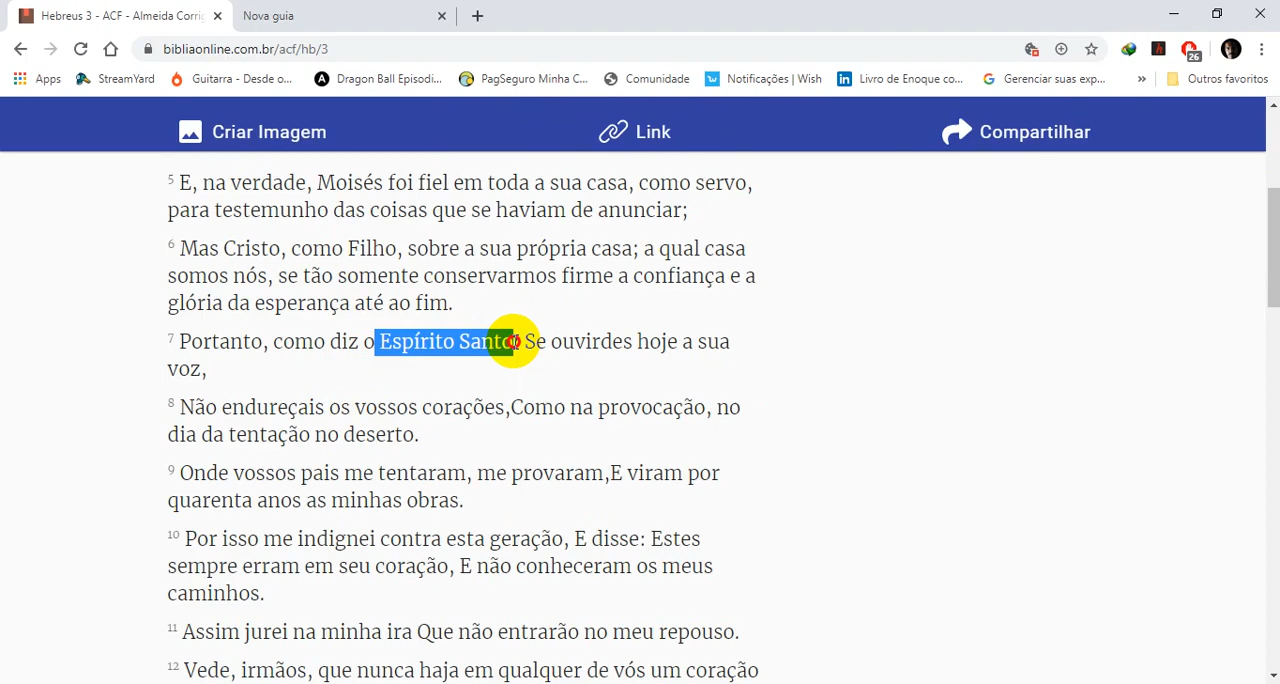 Hebreus 3 - ACF - Almeida Corrig
Nova guia
bibliaonline.com.br/acf/hb/3
26
Apps StreamYard Guitarra - Desde o... Dragon Ball Episodi... PagSeguro Minha C... Comunidade Notificações | Wish Livro de Enoque co... Gerenciar suas exp... » Outros favoritos
Criar Imagem Link Compartilhar
5 E, na verdade, Moisés foi fiel em toda a sua casa, como servo,
para testemunho das coisas que se haviam de anunciar;
6 Mas Cristo, como Filho, sobre a sua própria casa; a qual casa
somos nós, se tão somente conservarmos firme a confiança e a
glória da esperança até ao fim.
7 Portanto, como diz o Espírito Santo: Se ouvirdes hoje a sua
voz,
8 Não endureçais os vossos corações,Como na provocação, no
dia da tentação no deserto.
9 Onde vossos pais me tentaram, me provaram,E viram por
quarenta anos as minhas obras.
10 Por isso me indignei contra esta geração, E disse: Estes
sempre erram em seu coração, E não conheceram os meus
caminhos.
11 Assim jurei na minha ira Que não entrarão no meu repouso.
12 Vede, irmãos, que nunca haja em qualquer de vós um coração